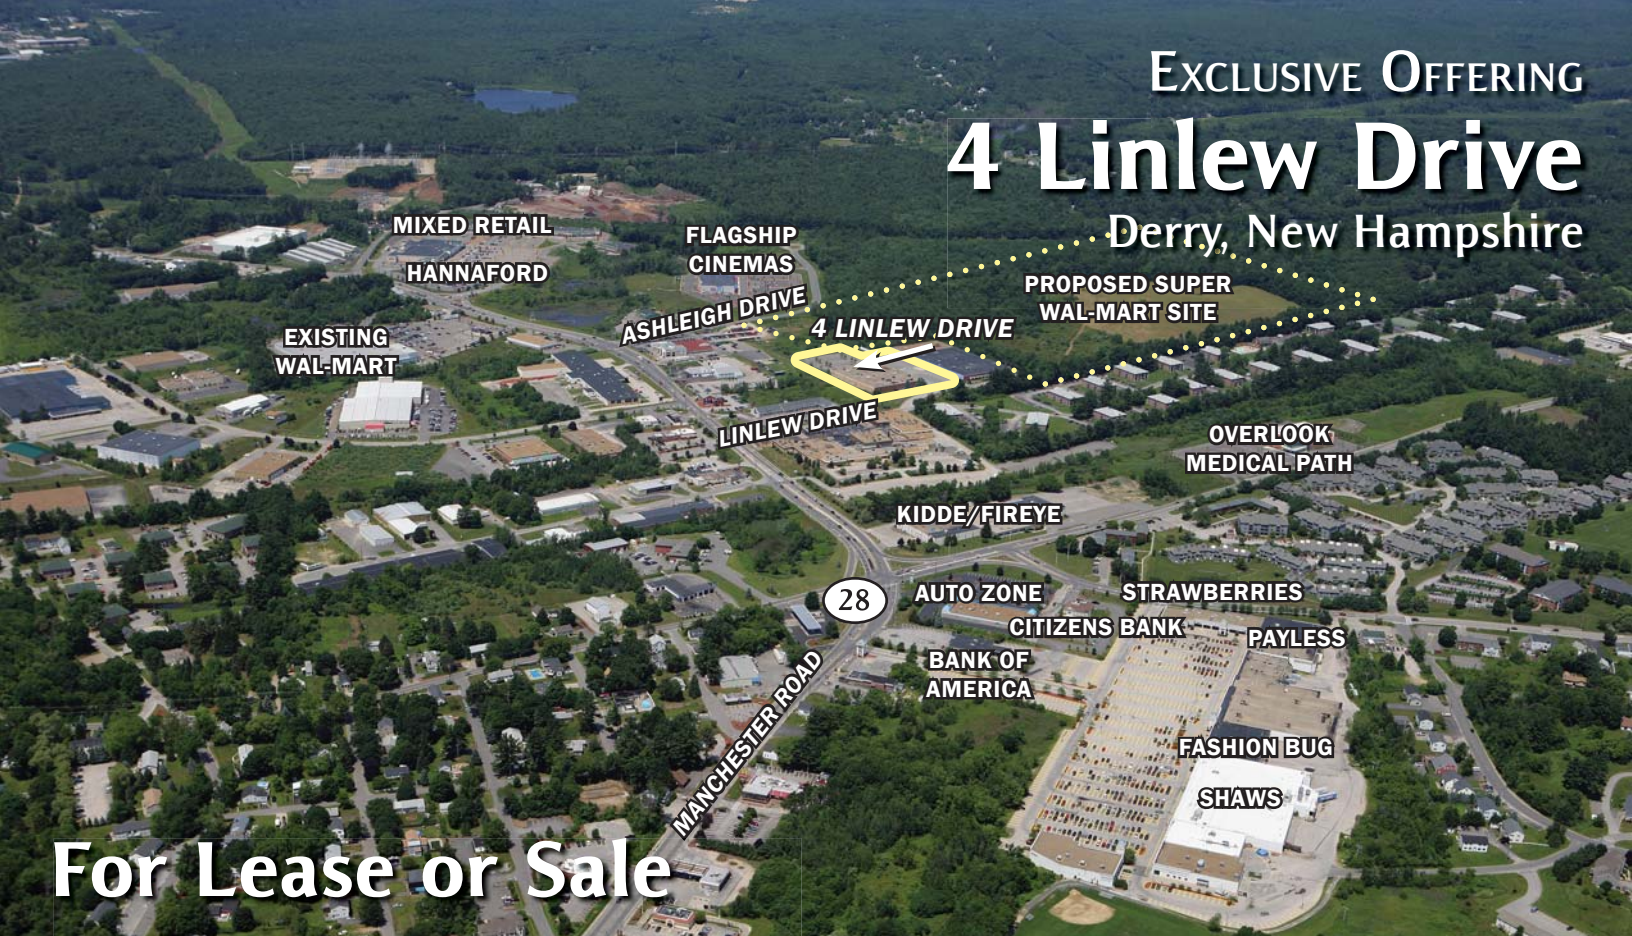 EXCLUSIVE OFFERING
4 Linlew Drive
Derry, New Hampshire
MIXED RETAIL
HANNAFORD
FLAGSHIP
CINEMAS
ASHLEIGH DRIVE
PROPOSED SUPER
WAL-MART SITE
4 LINLEW DRIVE
EXISTING
WAL-MART
LINLEW DRIVE
OVERLOOK
MEDICAL PATH
KIDDE/FIREYE
28
AUTO ZONE
STRAWBERRIES
CITIZENS BANK
PAYLESS
BANK OF
AMERICA
MANCHESTER ROAD
FASHION BUG
SHAWS
For Lease or Sale